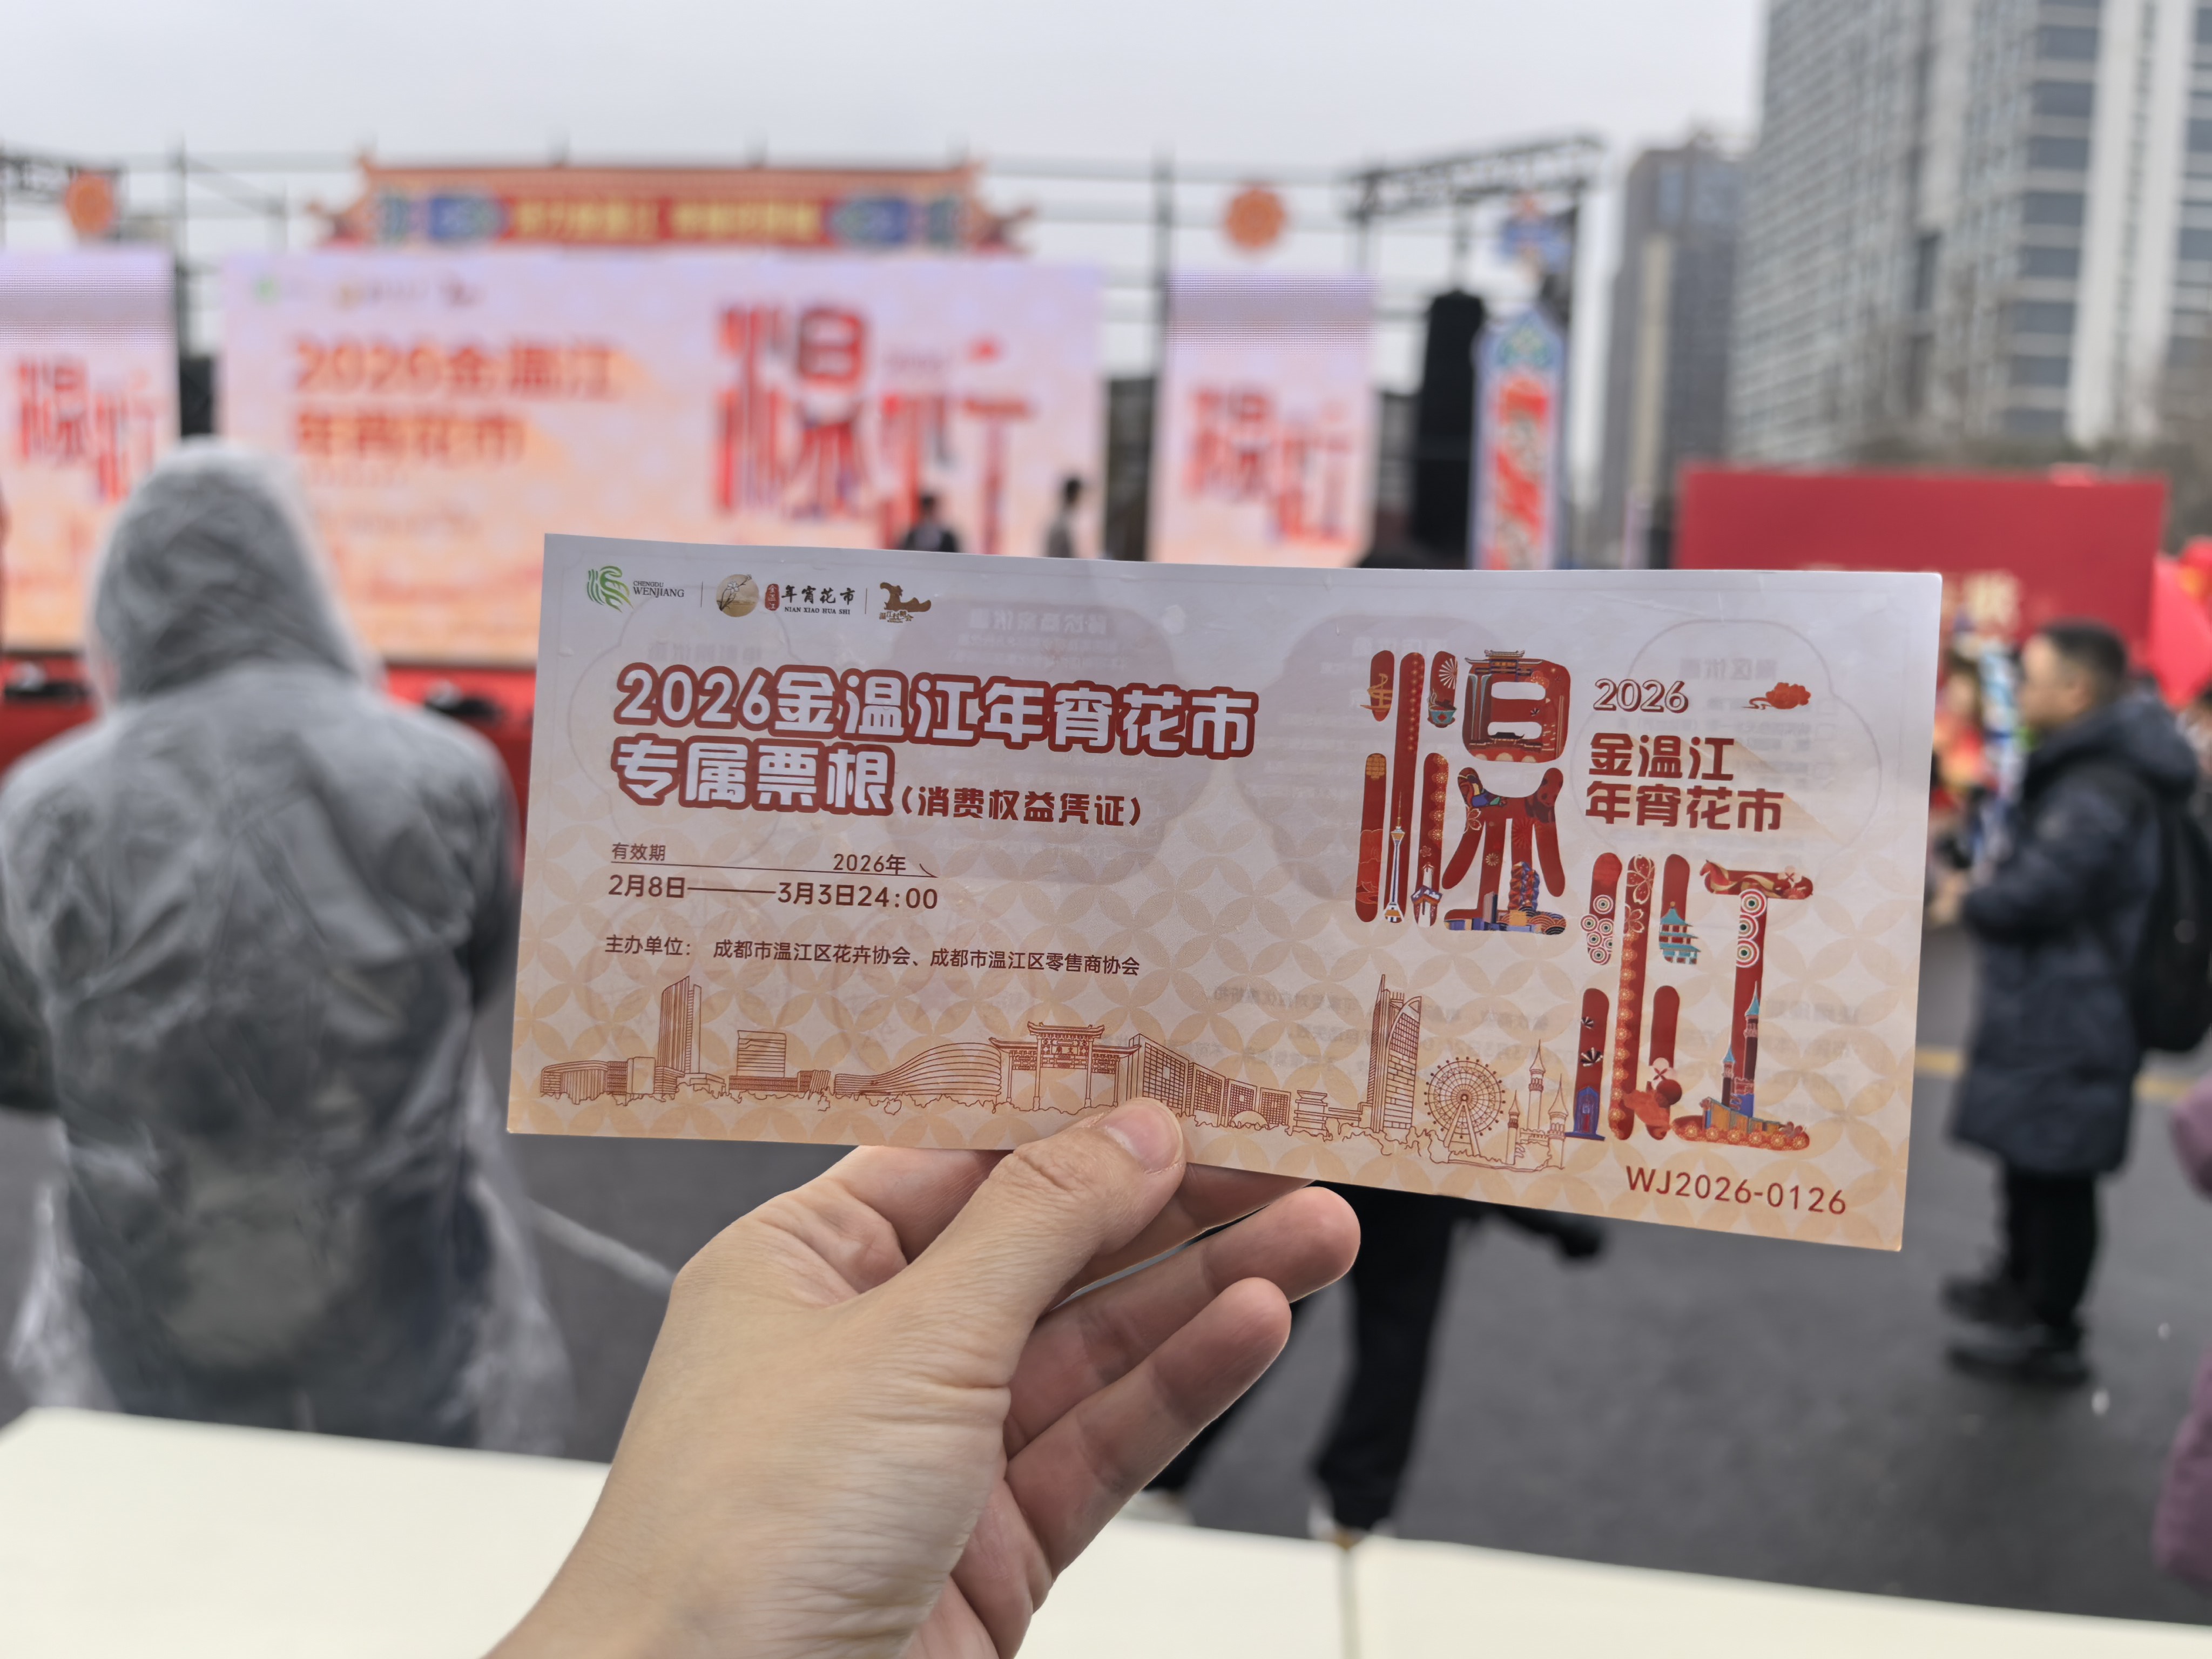 CHENGDU
WENJIANG
金温江
年宵花市
NIAN XIAO HUA SHI
2026金温江年宵花市
专属票根（消费权益凭证）
有效期
2026年
2月8日——3月3日24:00
主办单位： 成都市温江区花卉协会、成都市温江区零售商协会
2026
金温江
年宵花市
WJ2026-0126
2026金温江
年宵花市